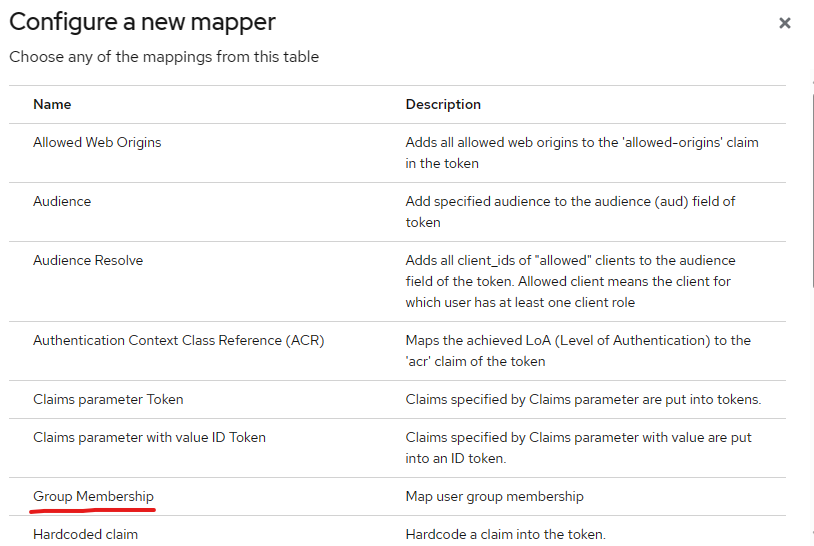 Configure a new mapper
Choose any of the mappings from this table
Name Description
Allowed Web Origins Adds all allowed web origins to the 'allowed-origins' claim
in the token
Audience Add specified audience to the audience (aud) field of
token
Audience Resolve Adds all client_ids of "allowed" clients to the audience
field of the token. Allowed client means the client for
which user has at least one client role
Authentication Context Class Reference (ACR) Maps the achieved LoA (Level of Authentication) to the
'acr' claim of the token
Claims parameter Token Claims specified by Claims parameter are put into tokens.
Claims parameter with value ID Token Claims specified by Claims parameter with value are put
into an ID token.
Group Membership Map user group membership
Hardcoded claim Hardcode a claim into the token.